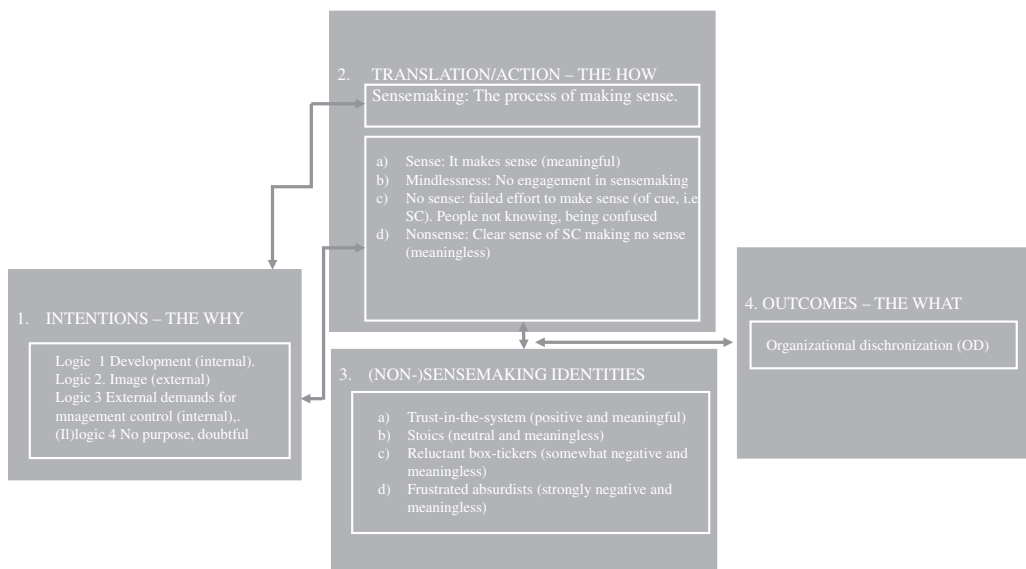 2. TRANSLATION/ACTION – THE HOW
Sensemaking: The process of making sense.
a) Sense: It makes sense (meaningful)
b) Mindlessness: No engagement in sensemaking
c) No sense: failed effort to make sense (of cue, i.e
SC). People not knowing, being confused
d) Nonsense: Clear sense of SC making no sense
(meaningless)
1. INTENTIONS – THE WHY
Logic 1 Development (internal).
Logic 2. Image (external)
Logic 3 External demands for
mnagement control (internal),.
(Il)logic 4 No purpose, doubtful
3. (NON-)SENSEMAKING IDENTITIES
a) Trust-in-the-system (positive and meaningful)
b) Stoics (neutral and meaningless)
c) Reluctant box-tickers (somewhat negative and
meaningless)
d) Frustrated absurdists (strongly negative and
meaningless)
4. OUTCOMES – THE WHAT
Organizational dischronization (OD)